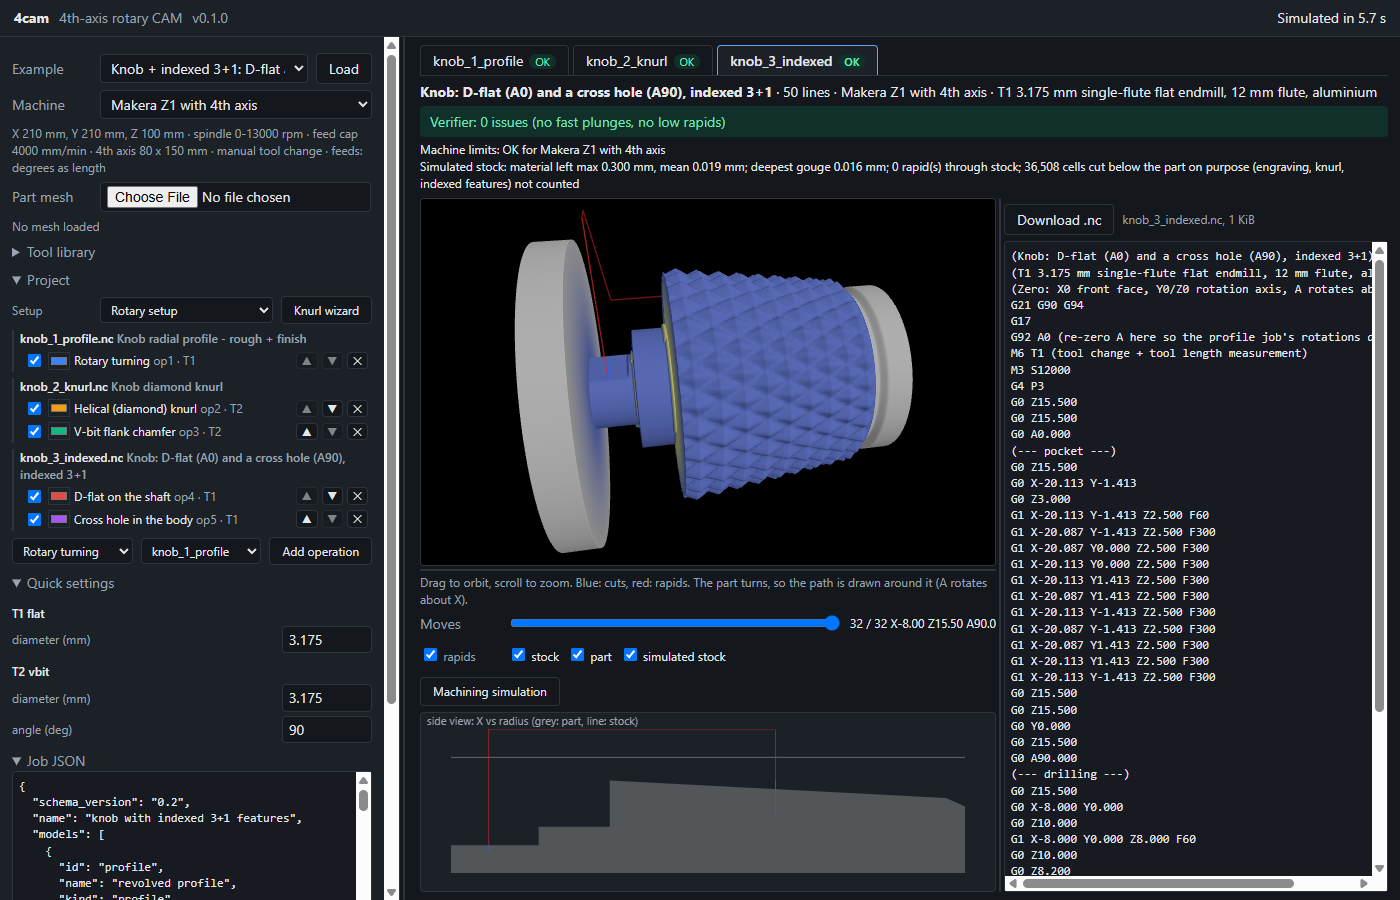 4cam 4th-axis rotary CAM v0.1.0
Simulated in 5.7 s
Example
Knob + indexed 3+1: D-flat
Load
Machine
Makera Z1 with 4th axis
X 210 mm, Y 210 mm, Z 100 mm · spindle 0-13000 rpm · feed cap
4000 mm/min · 4th axis 80 x 150 mm · manual tool change · feeds:
degrees as length
Part mesh
Choose File No file chosen
No mesh loaded
Tool library
Project
Setup
Rotary setup
Knurl wizard
knob_1_profile.nc Knob radial profile - rough + finish
Rotary turning op1 · T1
knob_2_knurl.nc Knob diamond knurl
Helical (diamond) knurl op2 · T2
V-bit flank chamfer op3 · T2
knob_3_indexed.nc Knob: D-flat (A0) and a cross hole (A90),
indexed 3+1
D-flat on the shaft op4 · T1
Cross hole in the body op5 · T1
Rotary turning
knob_1_profile
Add operation
Quick settings
T1 flat
diameter (mm)
3.175
T2 vbit
diameter (mm)
3.175
angle (deg)
90
Job JSON
{
"schema_version": "0.2",
"name": "knob with indexed 3+1 features",
"models": [
{
"id": "profile",
"name": "revolved profile",
"kind": "profile"
knob_1_profile OK
knob_2_knurl OK
knob_3_indexed OK
Knob: D-flat (A0) and a cross hole (A90), indexed 3+1 · 50 lines · Makera Z1 with 4th axis · T1 3.175 mm single-flute flat endmill, 12 mm flute, aluminium
Verifier: 0 issues (no fast plunges, no low rapids)
Machine limits: OK for Makera Z1 with 4th axis
Simulated stock: material left max 0.300 mm, mean 0.019 mm; deepest gouge 0.016 mm; 0 rapid(s) through stock; 36,508 cells cut below the part on purpose (engraving, knurl,
indexed features) not counted
Drag to orbit, scroll to zoom. Blue: cuts, red: rapids. The part turns, so the path is drawn around it (A rotates
about X).
Moves
32 / 32 X-8.00 Z15.50 A90.0
rapids
stock
part
simulated stock
Machining simulation
side view: X vs radius (grey: part, line: stock)
Download .nc
knob_3_indexed.nc, 1 KiB
(Knob: D-flat (A0) and a cross hole (A90), indexed 3+1)
(T1 3.175 mm single-flute flat endmill, 12 mm flute, al
(Zero: X0 front face, Y0/Z0 rotation axis, A rotates ab
G21 G90 G94
G17
G92 A0 (re-zero A here so the profile job's rotations d
M6 T1 (tool change + tool length measurement)
M3 S12000
G4 P3
G0 Z15.500
G0 Z15.500
G0 A0.000
(--- pocket ---)
G0 Z15.500
G0 X-20.113 Y-1.413
G0 Z3.000
G1 X-20.113 Y-1.413 Z2.500 F60
G1 X-20.087 Y-1.413 Z2.500 F300
G1 X-20.087 Y0.000 Z2.500 F300
G1 X-20.113 Y0.000 Z2.500 F300
G1 X-20.113 Y1.413 Z2.500 F300
G1 X-20.087 Y1.413 Z2.500 F300
G1 X-20.113 Y1.413 Z2.500 F300
G1 X-20.113 Y-1.413 Z2.500 F300
G1 X-20.087 Y-1.413 Z2.500 F300
G1 X-20.087 Y1.413 Z2.500 F300
G1 X-20.113 Y1.413 Z2.500 F300
G1 X-20.113 Y-1.413 Z2.500 F300
G0 Z15.500
G0 Z15.500
G0 Y0.000
G0 Z15.500
G0 A90.000
(--- drilling ---)
G0 Z15.500
G0 X-8.000 Y0.000
G0 Z10.000
G1 X-8.000 Y0.000 Z8.000 F60
G0 Z10.000
G0 Z8.200